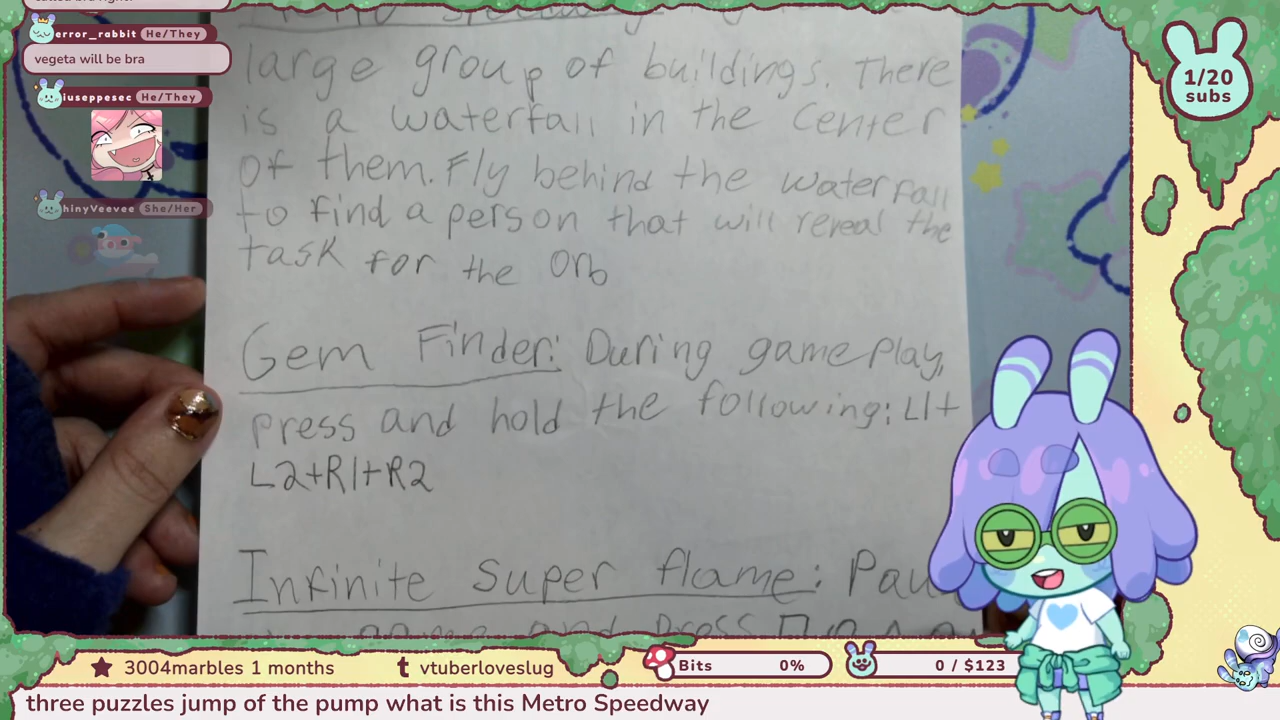 error_rabbit He/They
vegeta will be bra
iuseppesec He/They
hinyVeevee She/Her
large group of buildings. There
is a waterfall in the center
of them. Fly behind the waterfall
to find a person that will reveal the
task for the Orb
Gem Finder: During gameplay,
press and hold the following: L1+
L2+R1+R2
Infinite Super flame: Pau
and press
1/20
subs
3004marbles 1 months
t vtuberloveslug
Bits 0%
0 / $123
three puzzles jump of the pump what is this Metro Speedway